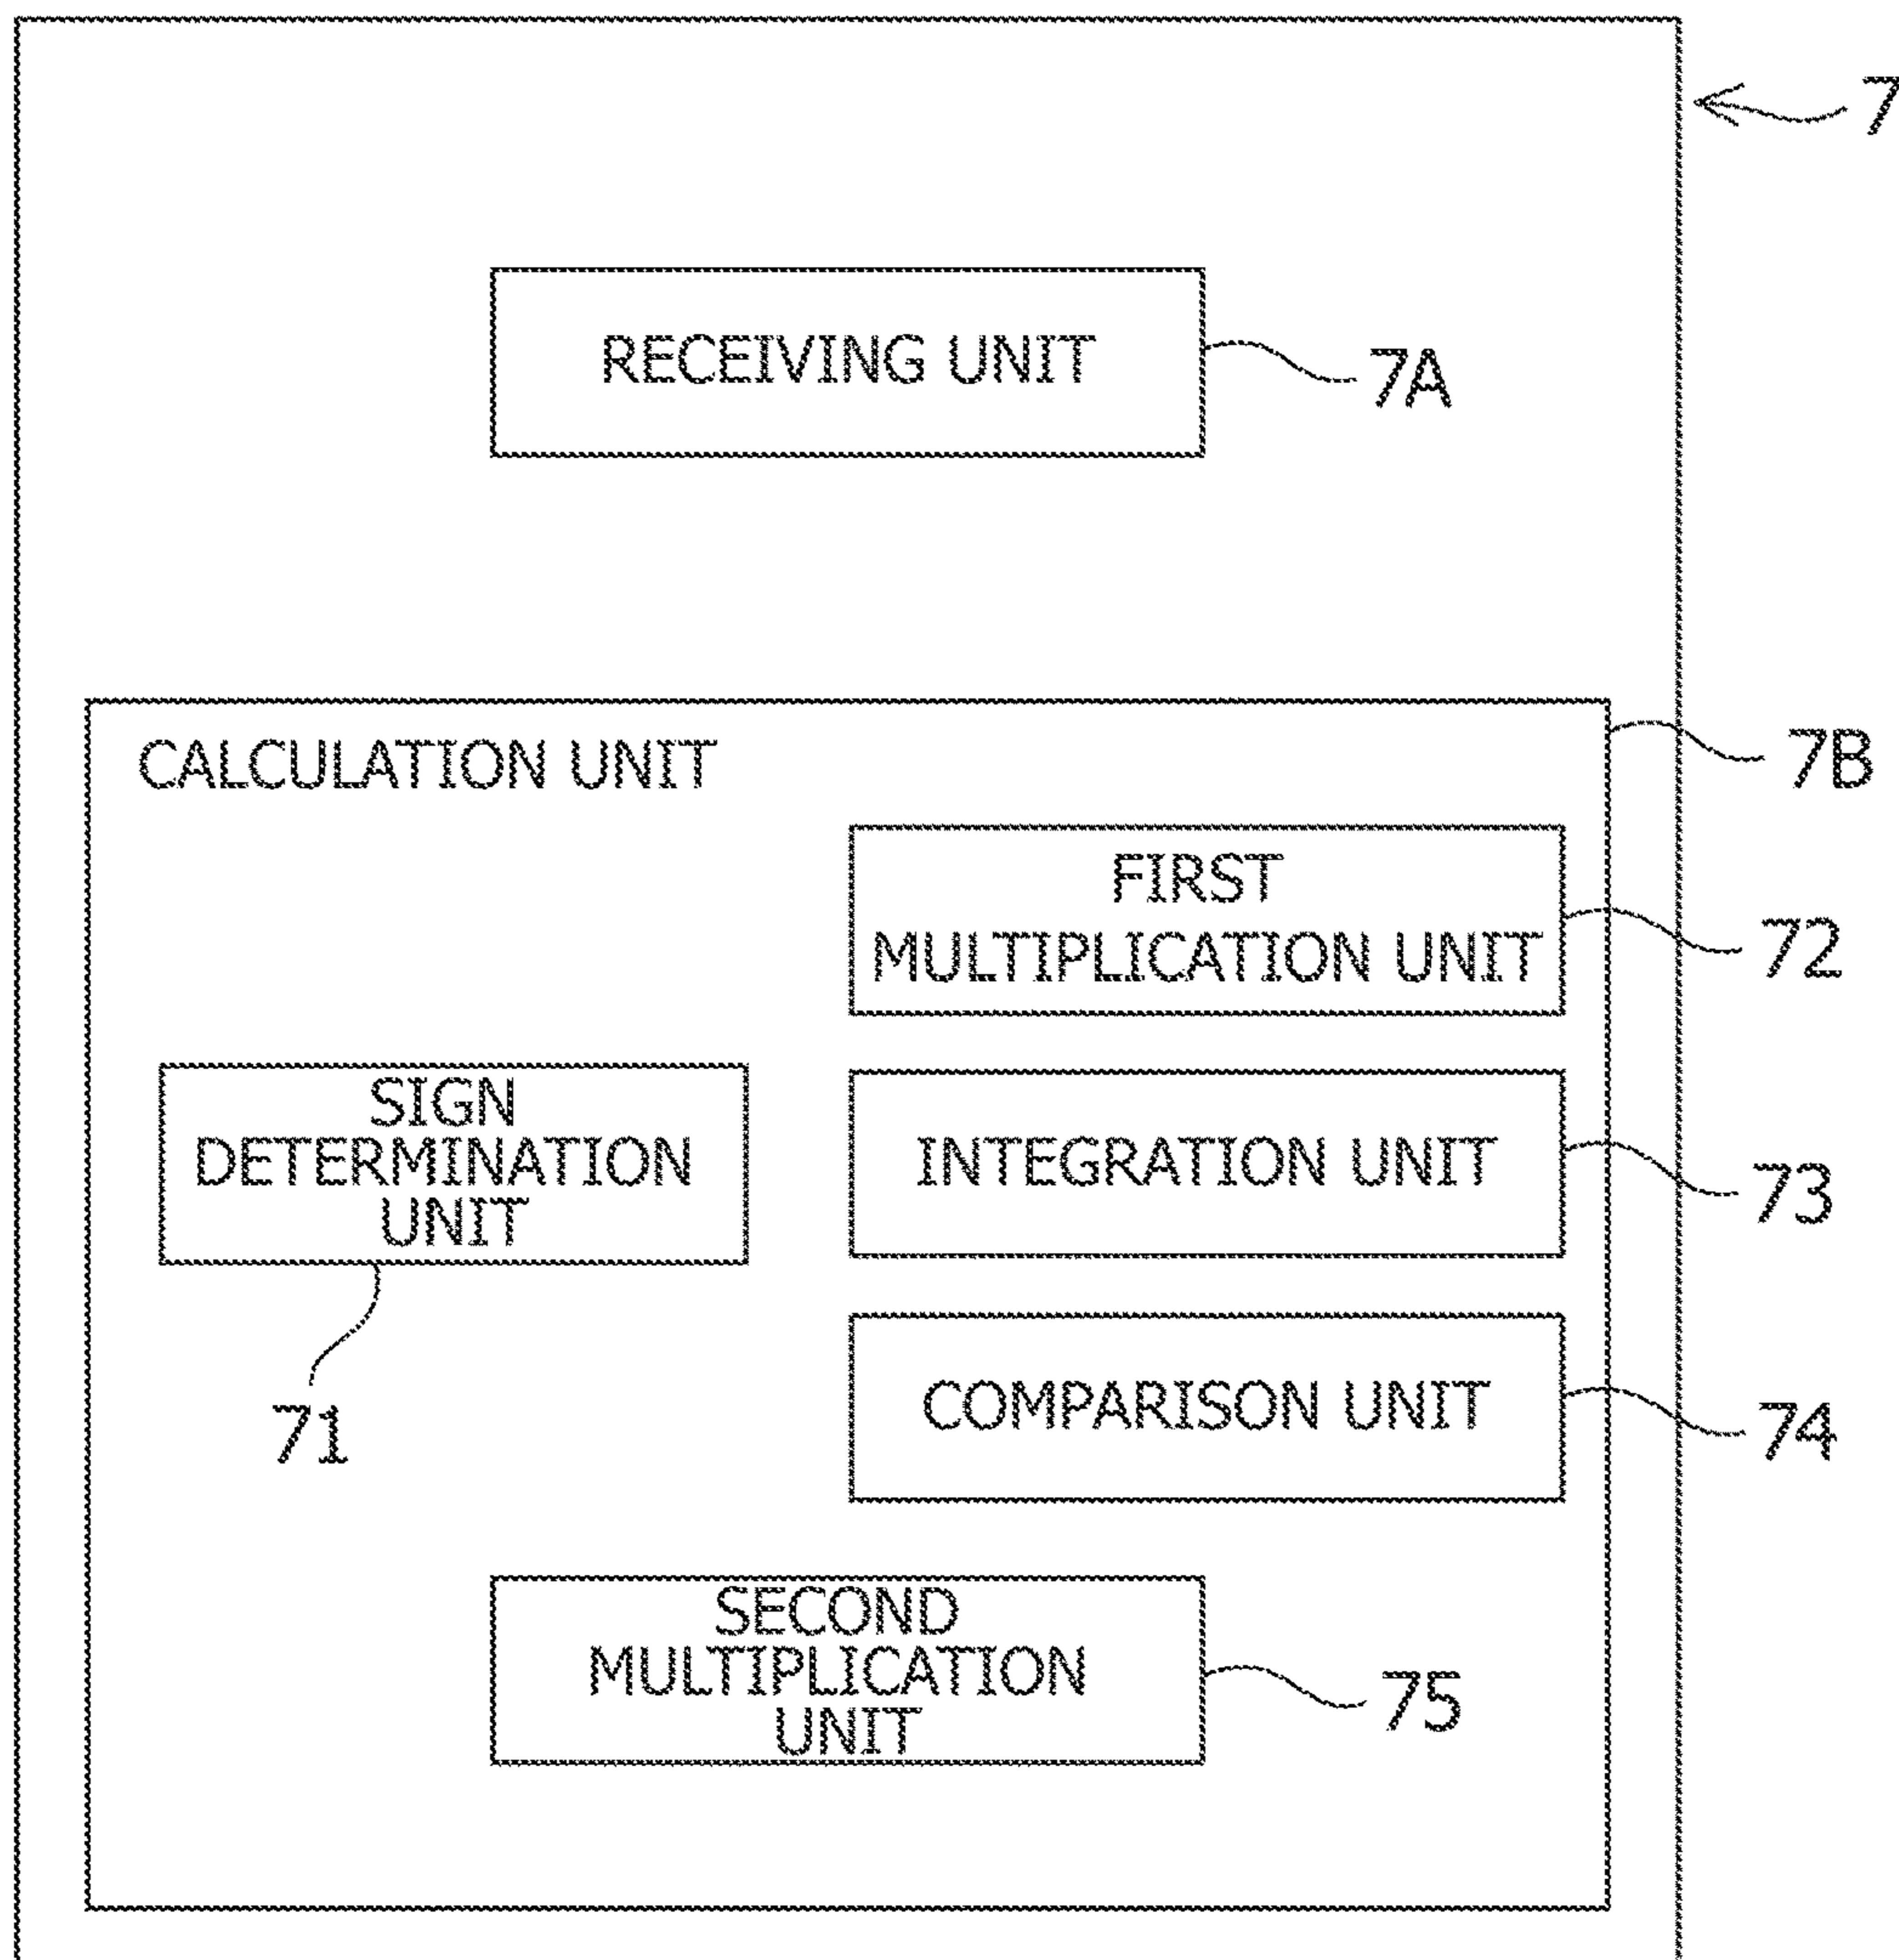 7
RECEIVING UNIT
7A
CALCULATION UNIT
7B
FIRST
MULTIPLICATION UNIT
72
SIGN
DETERMINATION
UNIT
71
INTEGRATION UNIT
73
COMPARISON UNIT
74
SECOND
MULTIPLICATION
UNIT
75